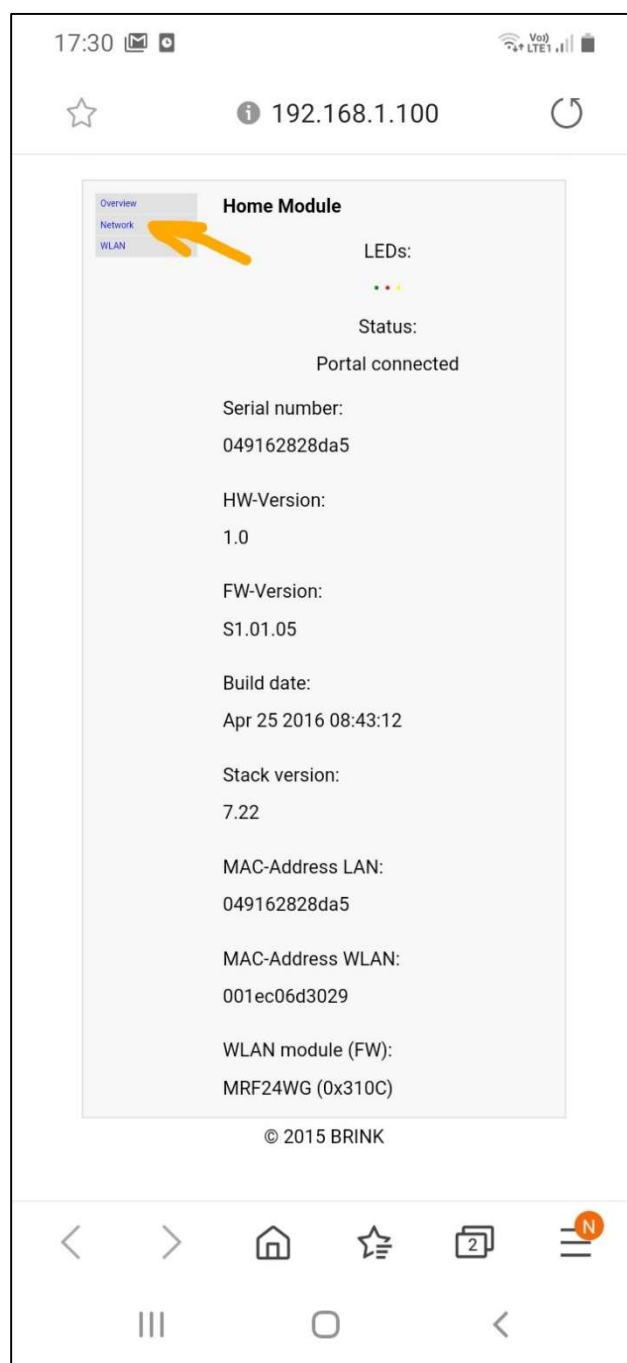 17:30
Vo))
LTE1
192.168.1.100
Overview
Network
WLAN
Home Module
LEDs:
Status:
Portal connected
Serial number:
049162828da5
HW-Version:
1.0
FW-Version:
S1.01.05
Build date:
Apr 25 2016 08:43:12
Stack version:
7.22
MAC-Address LAN:
049162828da5
MAC-Address WLAN:
001ec06d3029
WLAN module (FW):
MRF24WG (0x310C)
© 2015 BRINK
2
N